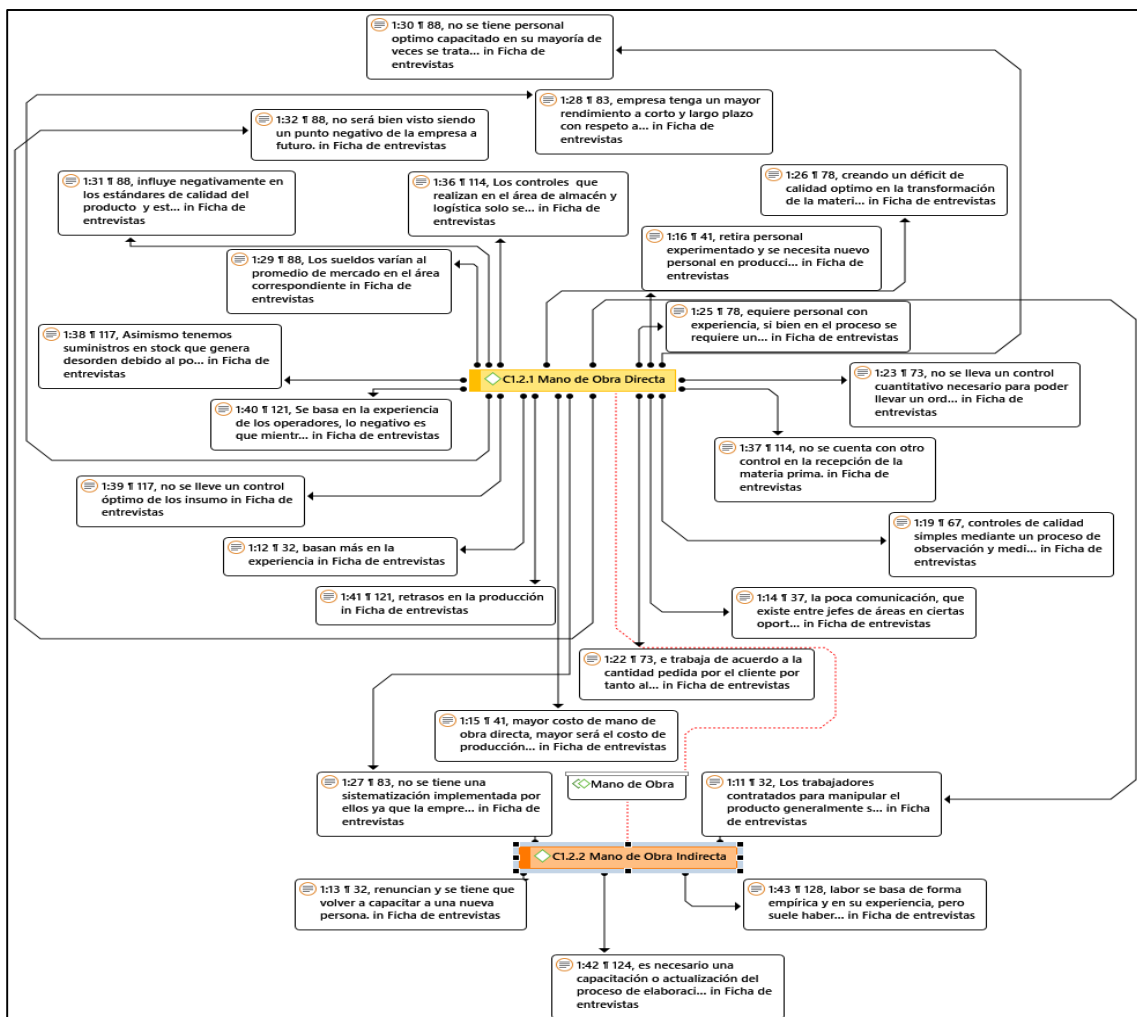 1:30 ¶ 88, no se tiene personal
optimo capacitado en su mayoría de
veces se trata... in Ficha de
entrevistas
1:28 ¶ 83, empresa tenga un mayor
rendimiento a corto y largo plazo
con respeto a... in Ficha de
entrevistas
1:32 ¶ 88, no será bien visto siendo
un punto negativo de la empresa a
futuro. in Ficha de entrevistas
1:31 ¶ 88, influye negativamente en
los estándares de calidad del
producto  y est... in Ficha de
entrevistas
1:36 ¶ 114, Los controles  que
realizan en el área de almacén y
logística solo se... in Ficha de
entrevistas
1:26 ¶ 78, creando un déficit de
calidad optimo en la transformación
de la materi... in Ficha de
entrevistas
1:16 ¶ 41, retira personal
experimentado y se necesita nuevo
personal en producci... in Ficha de
entrevistas
1:29 ¶ 88, Los sueldos varían al
promedio de mercado en el área
correspondiente in Ficha de
entrevistas
1:25 ¶ 78, equiere personal con
experiencia, si bien en el proceso se
requiere un... in Ficha de
entrevistas
1:38 ¶ 117, Asimismo tenemos
suministros en stock que genera
desorden debido al po... in Ficha de
entrevistas
C1.2.1 Mano de Obra Directa
1:23 ¶ 73, no se lleva un control
cuantitativo necesario para poder
llevar un ord... in Ficha de
entrevistas
1:40 ¶ 121, Se basa en la experiencia
de los operadores, lo negativo es
que mientr... in Ficha de
entrevistas
1:37 ¶ 114, no se cuenta con otro
control en la recepción de la
materia prima. in Ficha de
entrevistas
1:39 ¶ 117, no se lleve un control
óptimo de los insumo in Ficha de
entrevistas
1:19 ¶ 67, controles de calidad
simples mediante un proceso de
observación y medi... in Ficha de
entrevistas
1:12 ¶ 32, basan más en la
experiencia in Ficha de
entrevistas
1:41 ¶ 121, retrasos en la producción
in Ficha de entrevistas
1:14 ¶ 37, la poca comunicación, que
existe entre jefes de áreas en ciertas
oport... in Ficha de entrevistas
1:22 ¶ 73, e trabaja de acuerdo a la
cantidad pedida por el cliente por
tanto al... in Ficha de entrevistas
1:15 ¶ 41, mayor costo de mano de
obra directa, mayor será el costo de
producción... in Ficha de entrevistas
1:27 ¶ 83, no se tiene una
sistematización implementada por
ellos ya que la empre... in Ficha de
entrevistas
Mano de Obra
1:11 ¶ 32, Los trabajadores
contratados para manipular el
producto generalmente s... in Ficha
de entrevistas
C1.2.2 Mano de Obra Indirecta
1:13 ¶ 32, renuncian y se tiene que
volver a capacitar a una nueva
persona. in Ficha de entrevistas
1:43 ¶ 128, labor se basa de forma
empírica y en su experiencia, pero
suele haber... in Ficha de entrevistas
1:42 ¶ 124, es necesario una
capacitación o actualización del
proceso de elaboraci... in Ficha de
entrevistas